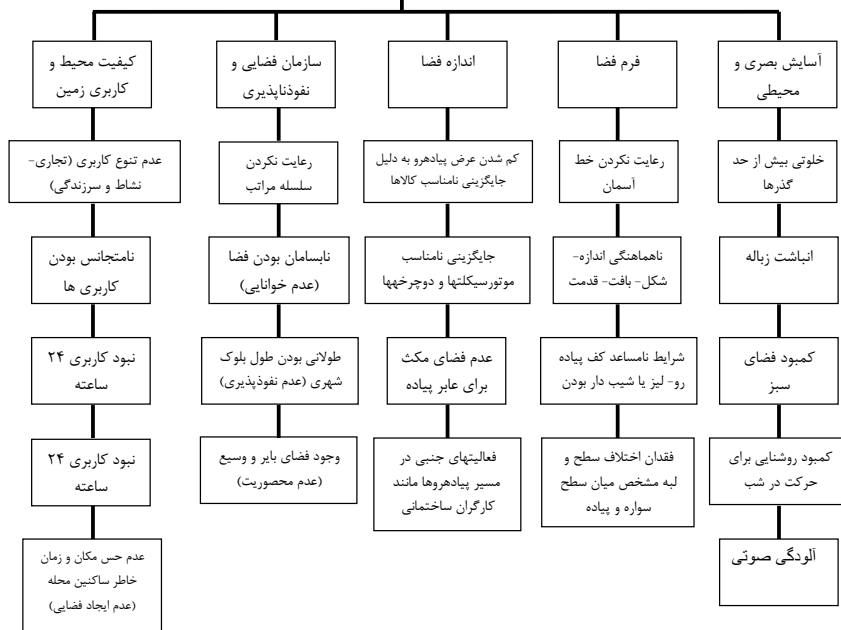 آسایش بصری و
محیطی
خلوتی بیش از حد
گذرها
انباشت زباله
کمبود فضای
سبز
کمبود روشنایی برای
حرکت در شب
آلودگی صوتی
فرم فضا
رعایت نکردن خط
آسمان
ناهماهنگی اندازه-
شکل- بافت- قدمت
شرایط نامساعد کف پیاده
رو- لیز یا شیب دار بودن
فقدان اختلاف سطح و
لبه مشخص میان سطح
سواره و پیاده
اندازه فضا
کم شدن عرض پیادهرو به دلیل
جایگزینی نامناسب کالاها
جایگزینی نامناسب
موتورسیکلتها و دوچرخهها
عدم فضای مکث
برای عابر پیاده
فعالیتهای جنبی در
مسیر پیادهروها مانند
کارگران ساختمانی
سازمان فضایی و
نفوذناپذیری
رعایت نکردن
سلسله مراتب
نابسامان بودن فضا
(عدم خوانایی)
طولانی بودن طول بلوک
شهری (عدم نفوذپذیری)
وجود فضای بایر و وسیع
(عدم محصوریت)
کیفیت محیط و
کاربری زمین
عدم تنوع کاربری (تجاری-
نشاط و سرزندگی)
نامتجانس بودن
کاربری ها
نبود کاربری ۲۴
ساعته
نبود کاربری ۲۴
ساعته
عدم حس مکان و زمان
خاطر ساکنین محله
(عدم ایجاد فضایی)